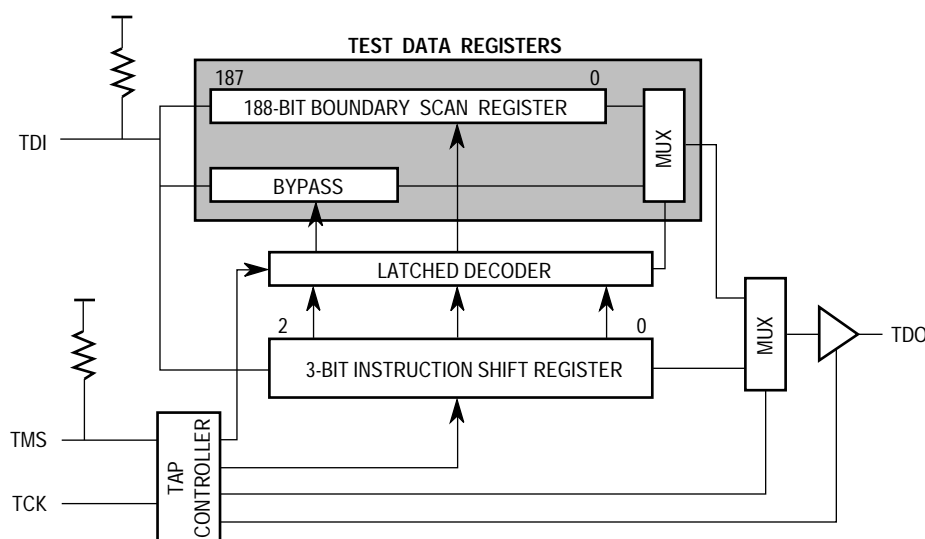 TEST DATA REGISTERS
187
0
188-BIT BOUNDARY SCAN REGISTER
TDI
MUX
BYPASS
LATCHED DECODER
2
0
3-BIT INSTRUCTION SHIFT REGISTER
MUX
TDO
TMS
TAP
CONTROLLER
TCK